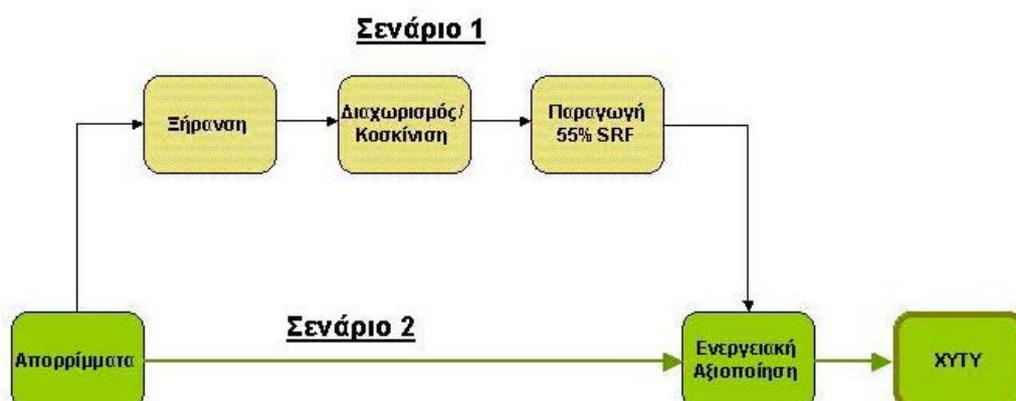 Σενάριο 1
Ξήρανση
Διαχωρισμός/
Κοσκίνιση
Παραγωγή
55% SRF
Σενάριο 2
Απορρίμματα
Ενεργειακή
Αξιοποίηση
ΧΥΤΥ